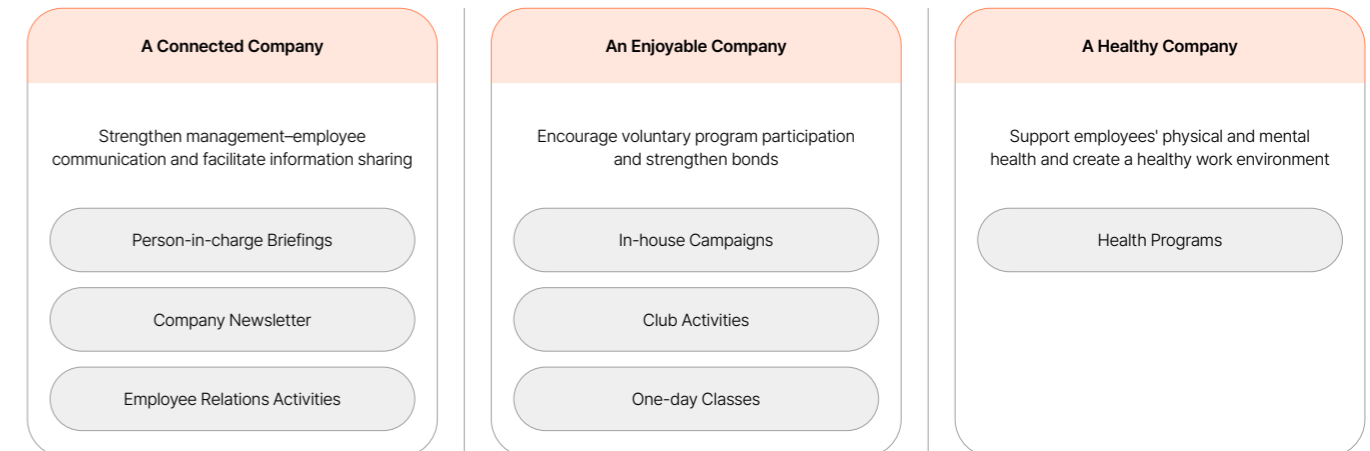 A Connected Company
Strengthen management–employee
communication and facilitate information sharing
Person-in-charge Briefings
Company Newsletter
Employee Relations Activities
An Enjoyable Company
Encourage voluntary program participation
and strengthen bonds
In-house Campaigns
Club Activities
One-day Classes
A Healthy Company
Support employees' physical and mental
health and create a healthy work environment
Health Programs